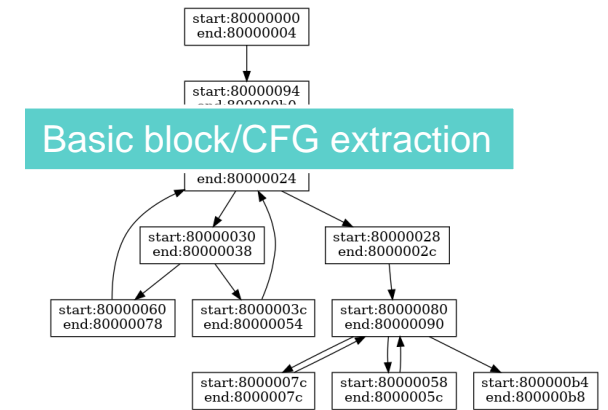 start:80000000
end:80000004
start:80000094
Basic block/CFG extraction
end:80000024
start:80000030
end:80000038
start:80000028
end:8000002c
start:80000060
end:80000078
start:8000003c
end:80000054
start:80000080
end:80000090
start:8000007c
end:8000007c
start:80000058
end:8000005c
start:800000b4
end:800000b8